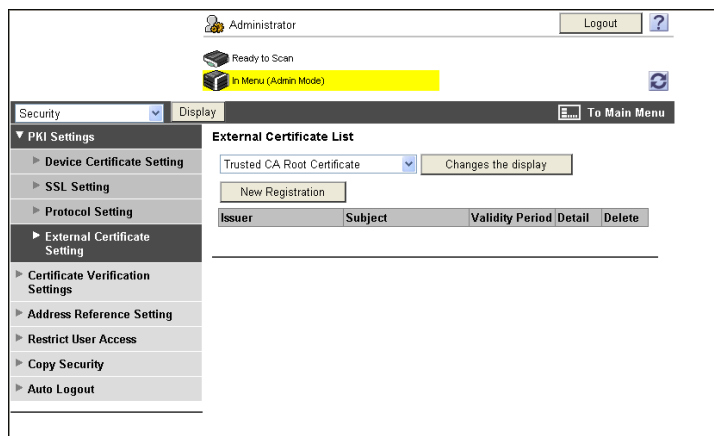 Administrator
Logout
?
Ready to Scan
In Menu (Admin Mode)
Security
Display
To Main Menu
PKI Settings
Device Certificate Setting
SSL Setting
Protocol Setting
External Certificate
Setting
Certificate Verification
Settings
Address Reference Setting
Restrict User Access
Copy Security
Auto Logout
External Certificate List
Trusted CA Root Certificate
Changes the display
New Registration
Issuer Subject Validity Period Detail Delete